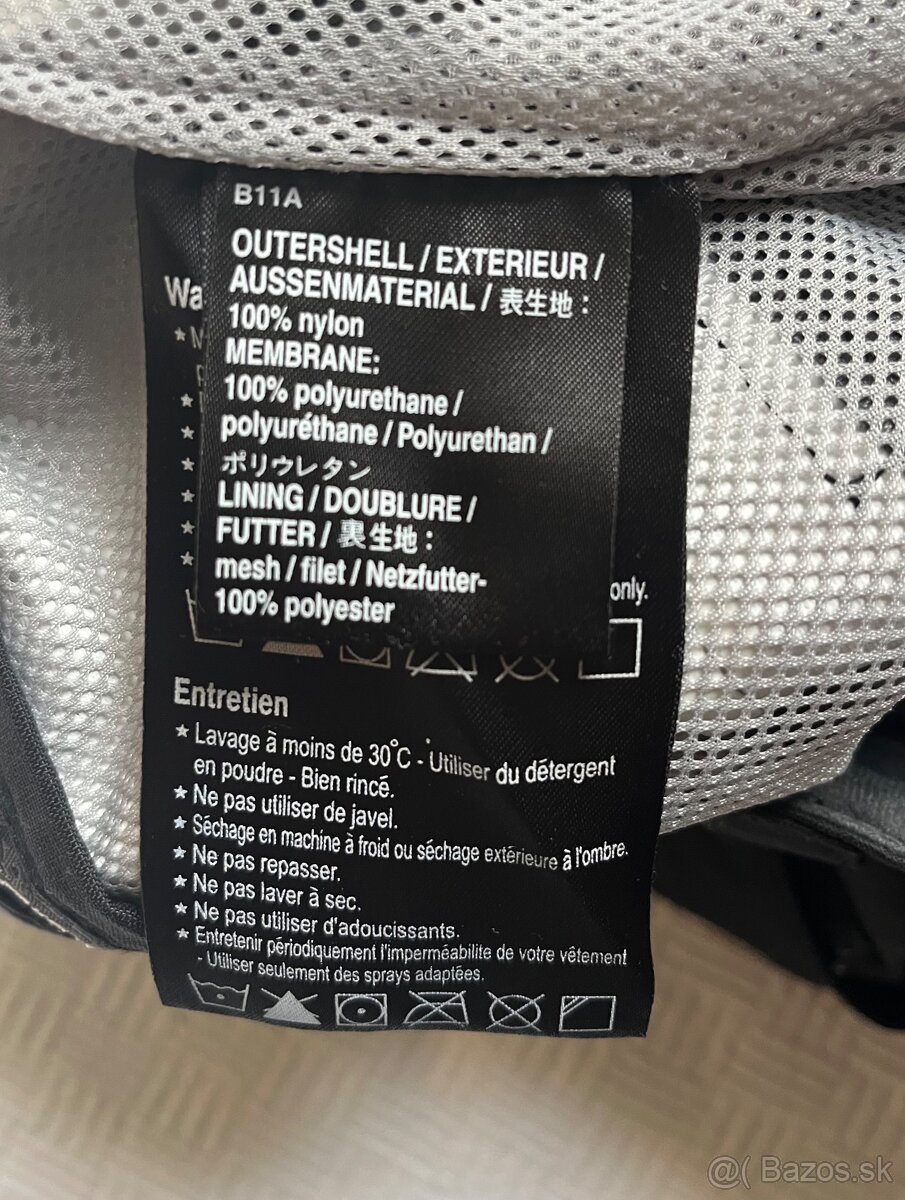 B11A
OUTERSHELL / EXTERIEUR /
AUSSENMATERIAL / 表生地 :
100% nylon
MEMBRANE:
100% polyurethane /
polyuréthane / Polyurethan /
ポリウレタン
LINING / DOUBLURE /
FUTTER / 裏生地 :
mesh / filet / Netzfutter-
100% polyester
Wa
only.
Entretien
★ Lavage à moins de 30°C - Utiliser du détergent
en poudre - Bien rincé.
★ Ne pas utiliser de javel.
★ Séchage en machine à froid ou séchage extérieure à l'ombre.
★ Ne pas repasser.
★ Ne pas laver à sec.
★ Ne pas utiliser d'adoucissants.
★ Entretenir périodiquement l'imperméabilite de votre vêtement
- Utiliser seulement des sprays adaptées.
@( Bazos.sk